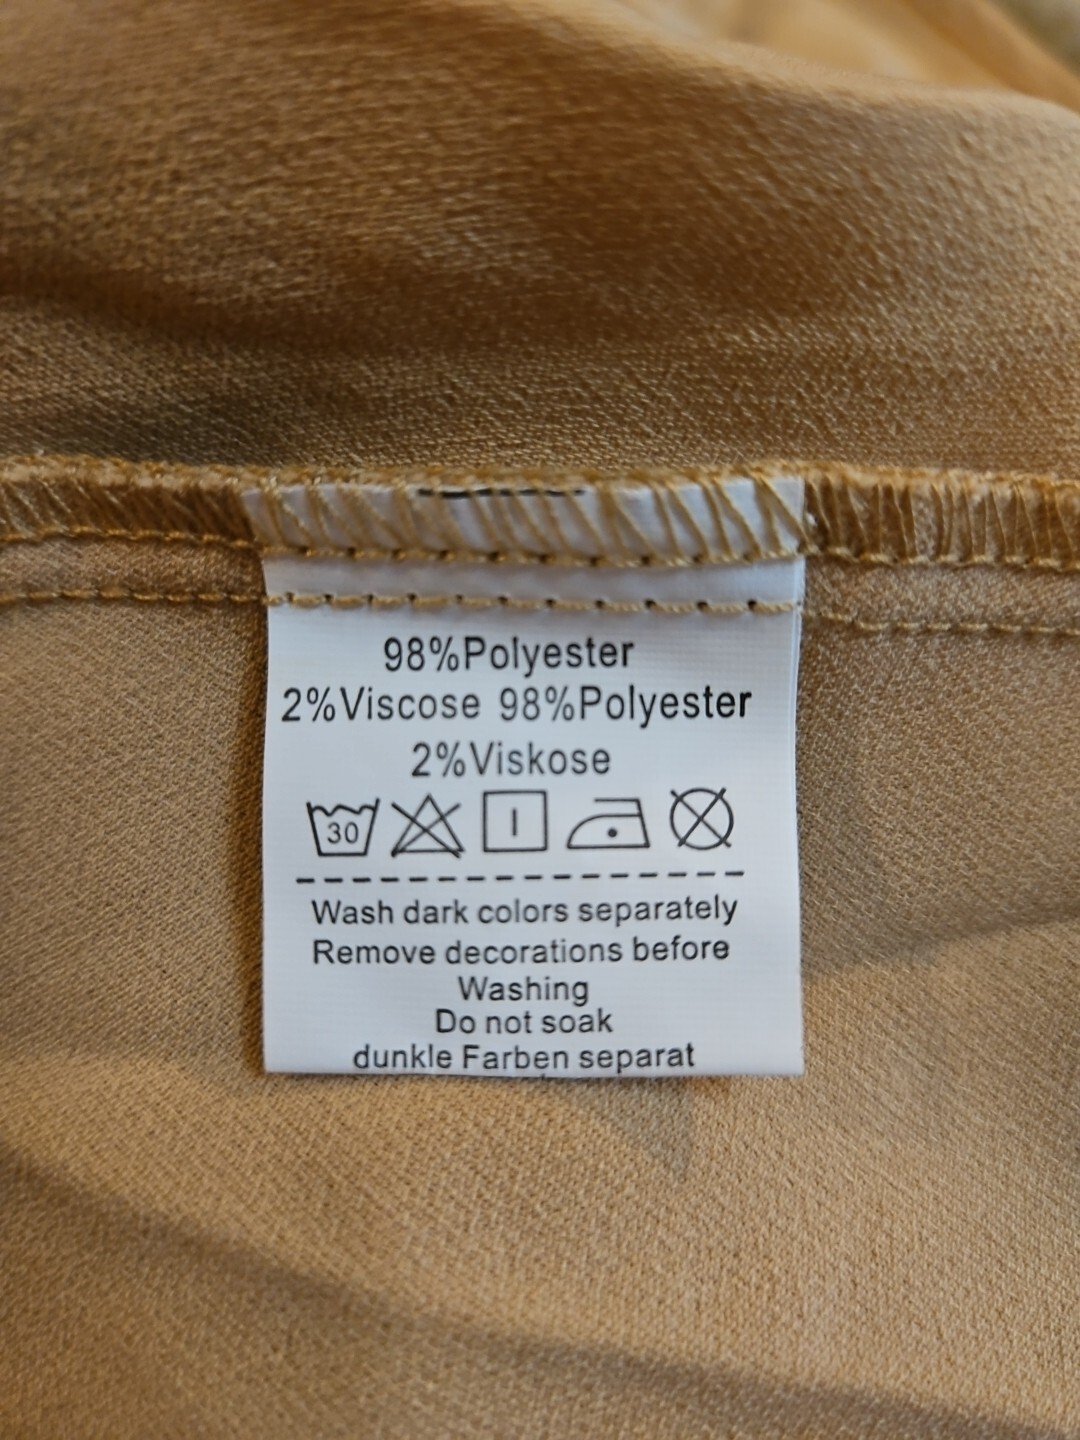 98%Polyester
2%Viscose 98%Polyester
2%Viskose
30
Wash dark colors separately
Remove decorations before
Washing
Do not soak
dunkle Farben separat